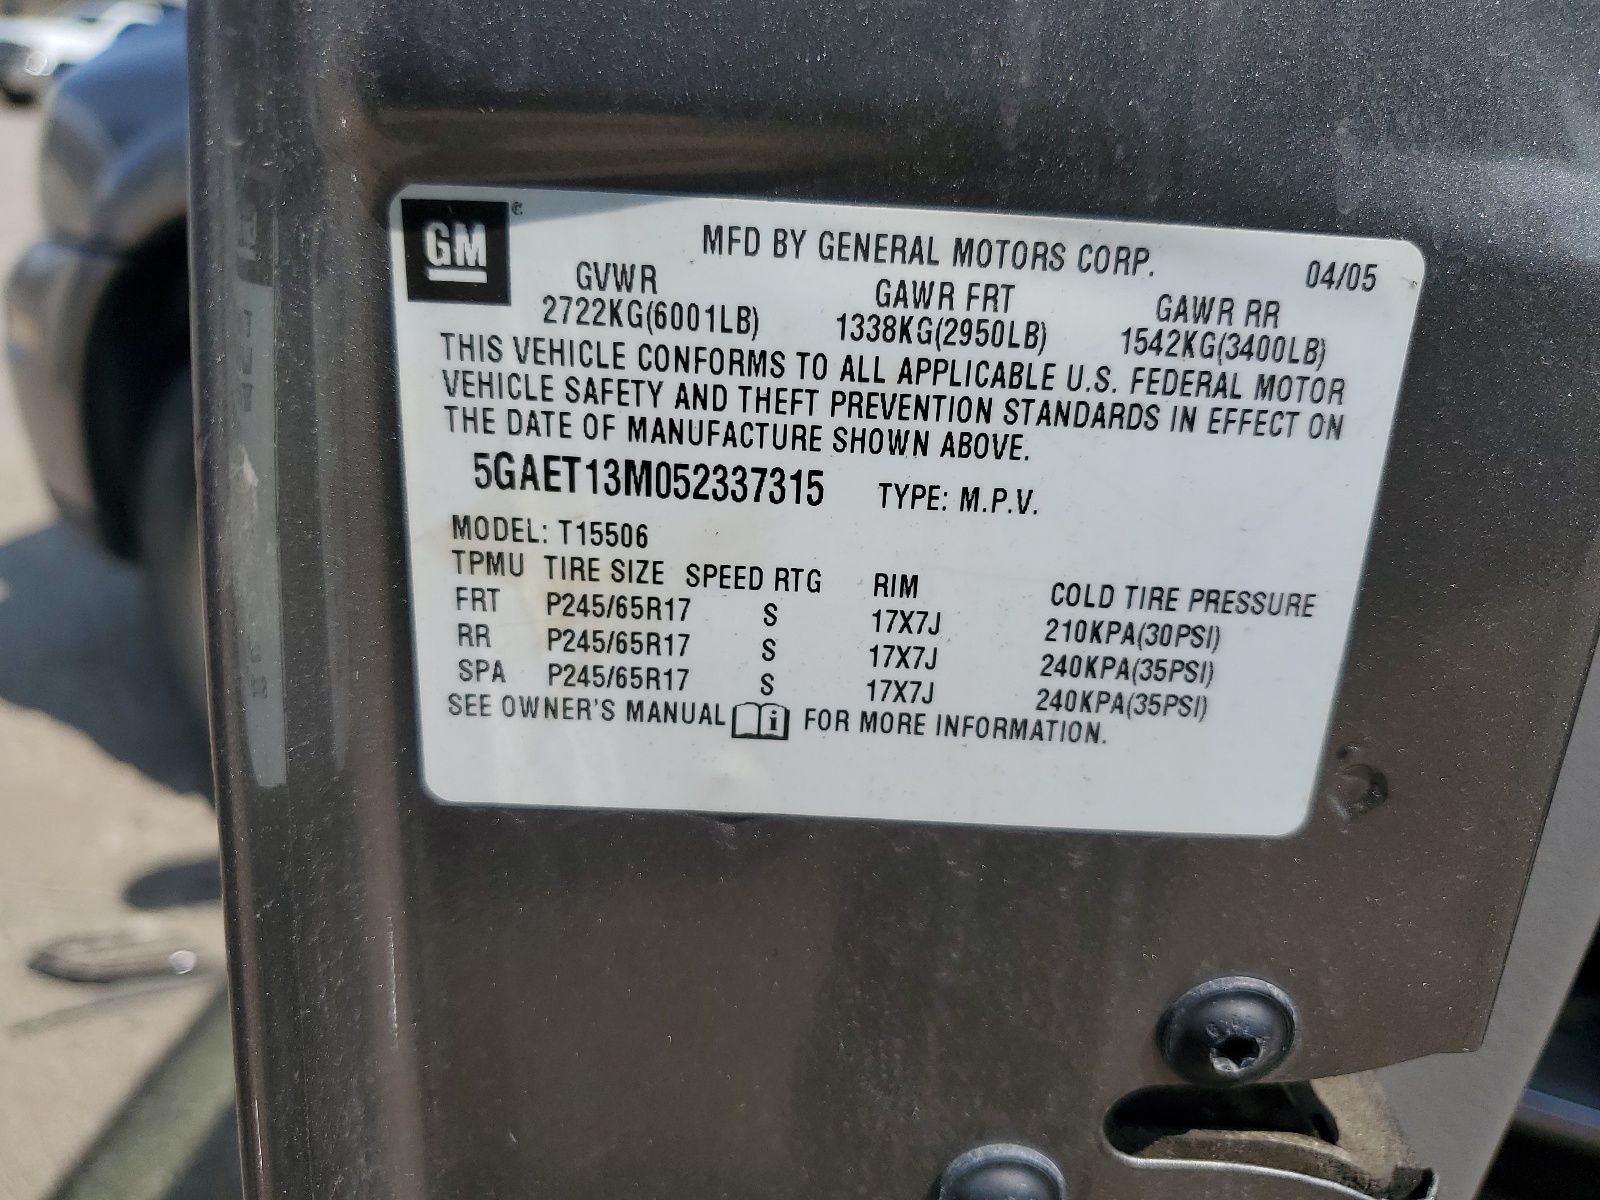 GM
MFD BY GENERAL MOTORS CORP. 04/05
GVWR GAWR FRT GAWR RR
2722KG(6001LB) 1338KG(2950LB) 1542KG(3400LB)
THIS VEHICLE CONFORMS TO ALL APPLICABLE U.S. FEDERAL MOTOR
VEHICLE SAFETY AND THEFT PREVENTION STANDARDS IN EFFECT ON
THE DATE OF MANUFACTURE SHOWN ABOVE.
5GAET13M052337315 TYPE: M.P.V.
MODEL: T15506
TPMU TIRE SIZE SPEED RTG RIM COLD TIRE PRESSURE
FRT P245/65R17 S 17X7J 210KPA(30PSI)
RR P245/65R17 S 17X7J 240KPA(35PSI)
SPA P245/65R17 S 17X7J 240KPA(35PSI)
SEE OWNER'S MANUAL i FOR MORE INFORMATION.